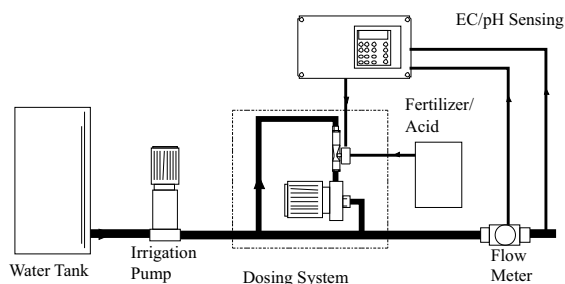 EC/pH Sensing
Fertilizer/
Acid
Water Tank
Irrigation
Pump
Dosing System
Flow
Meter